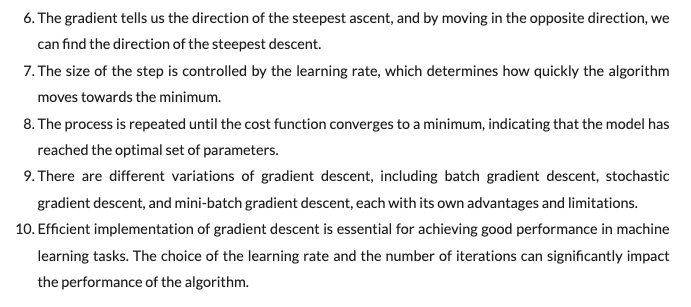 6. The gradient tells us the direction of the steepest ascent, and by moving in the opposite direction, we
can find the direction of the steepest descent.
7. The size of the step is controlled by the learning rate, which determines how quickly the algorithm
moves towards the minimum.
8. The process is repeated until the cost function converges to a minimum, indicating that the model has
reached the optimal set of parameters.
9. There are different variations of gradient descent, including batch gradient descent, stochastic
gradient descent, and mini-batch gradient descent, each with its own advantages and limitations.
10. Efficient implementation of gradient descent is essential for achieving good performance in machine
learning tasks. The choice of the learning rate and the number of iterations can significantly impact
the performance of the algorithm.